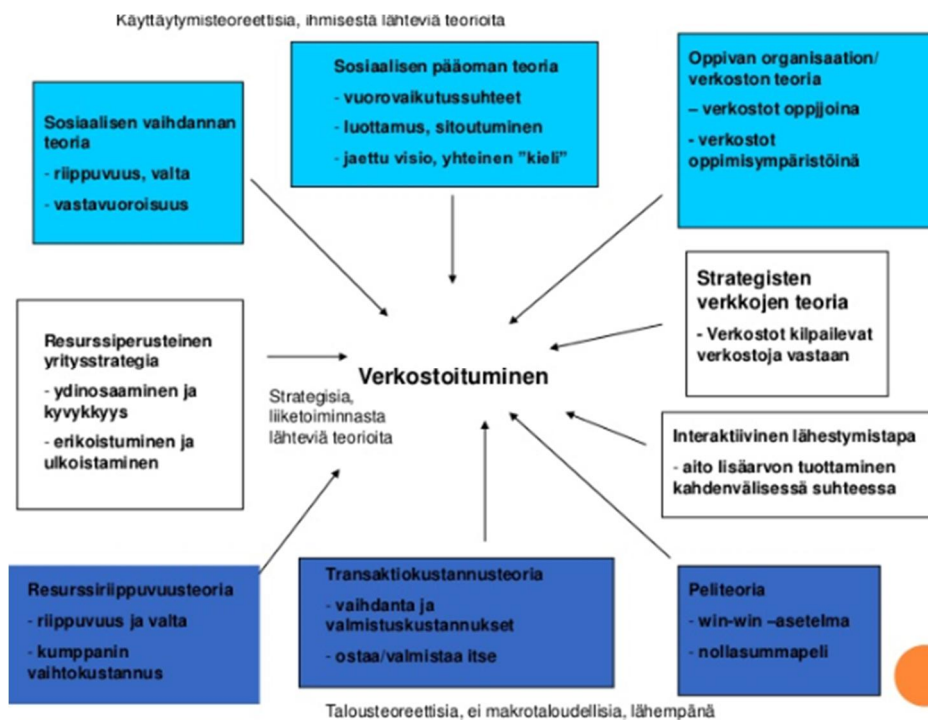 Käyttäytymisteoreettisia, ihmisestä lähteviä teorioita
Sosiaalisen vaihdannan
teoria
- riippuvuus, valta
- vastavuoroisuus
Sosiaalisen pääoman teoria
- vuorovaikutussuhteet
- luottamus, sitoutuminen
- jaettu visio, yhteinen ”kieli”
Oppivan organisaation/
verkoston teoria
– verkostot oppjjoina
- verkostot
oppimisympäristöinä
Resurssiperusteinen
yritysstrategia
- ydinosaaminen ja
kyvykkyys
- erikoistuminen ja
ulkoistaminen
Verkostoituminen
Strategisia,
liiketoiminnasta
lähteviä teorioita
Strategisten
verkkojen teoria
- Verkostot kilpailevat
verkostoja vastaan
Interaktiivinen lähestymistapa
- aito lisäarvon tuottaminen
kahdenvälisessä suhteessa
Resurssiriippuvuusteoria
- riippuvuus ja valta
- kumppanin
vaihtokustannus
Transaktiokustannusteoria
- vaihdanta ja
valmistuskustannukset
- ostaa/valmistaa itse
Peliteoria
- win-win –asetelma
- nollasummapeli
Talousteoreettisia, ei makrotaloudellisia, lähempänä